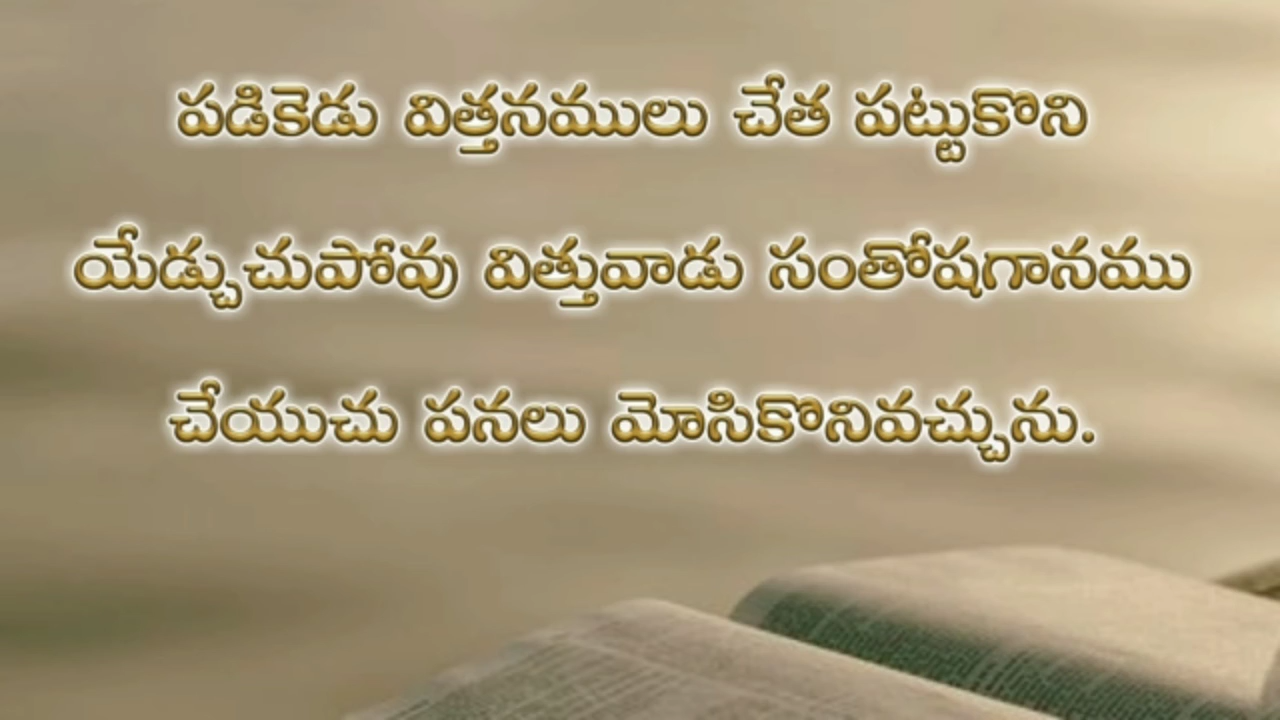 పడికెడు విత్తనములు చేత పట్టుకొని
యేడ్చుచుపోవు విత్తువాడు సంతోషగానము
చేయుచు పనలు మోసికొనివచ్చును.